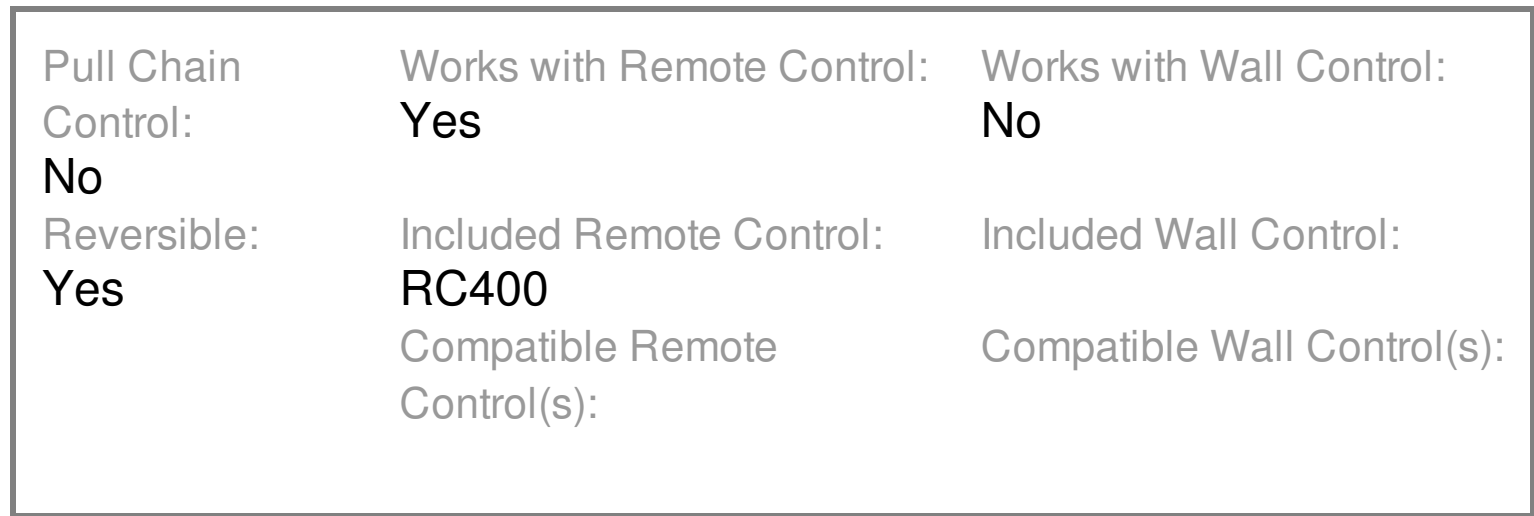 Pull Chain
Control:
No
Works with Remote Control:
Yes
Works with Wall Control:
No
Reversible:
Yes
Included Remote Control:
RC400
Included Wall Control:
Compatible Remote
Control(s):
Compatible Wall Control(s):